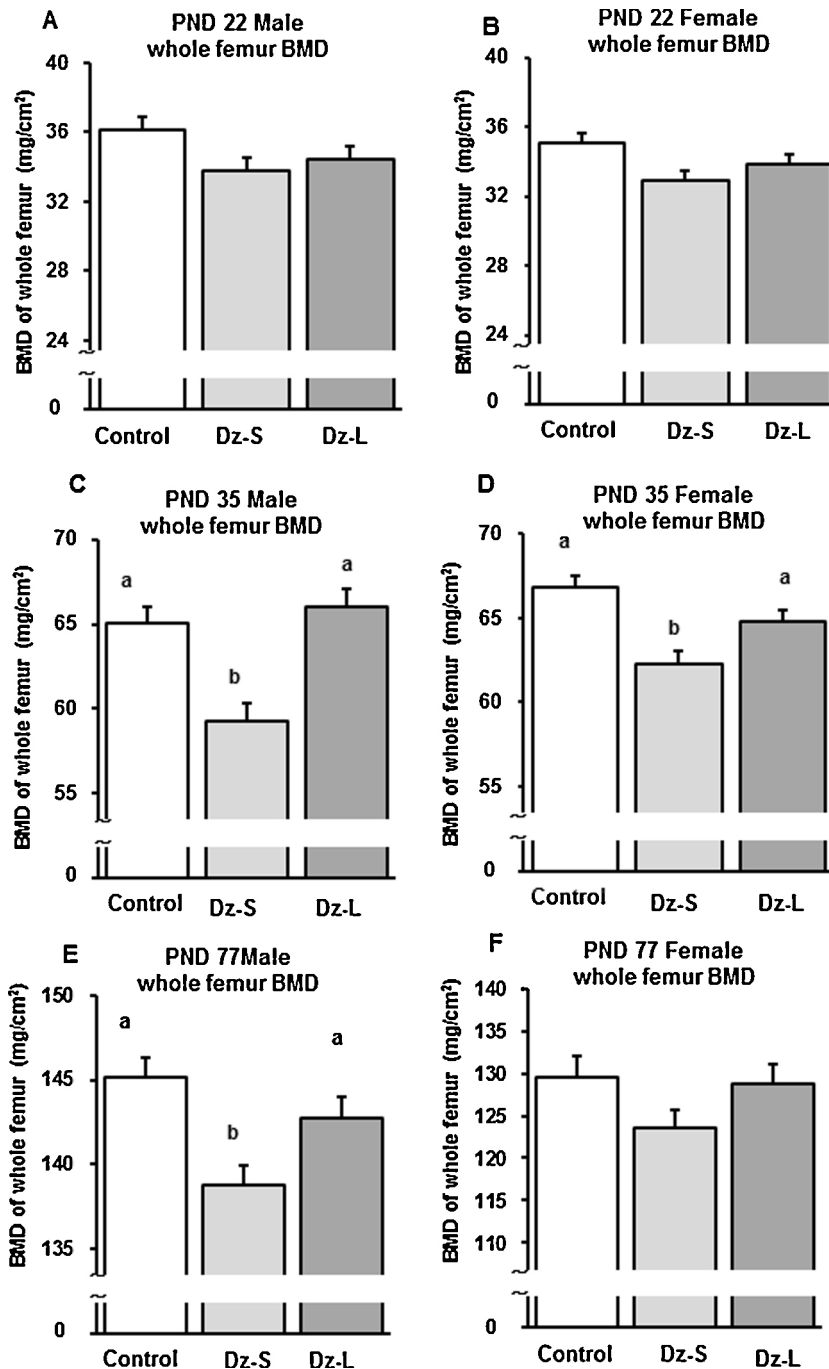 A
PND 22 Male
whole femur BMD
BMD of whole femur (mg/cm²)
40
36
32
28
24
~
~
0
Control
Dz-S
Dz-L
B
PND 22 Female
whole femur BMD
BMD of whole femur (mg/cm²)
40
36
32
28
24
~
~
0
Control
Dz-S
Dz-L
C
PND 35 Male
whole femur BMD
BMD of whole femur (mg/cm²)
70
65
60
55
~
~
0
a
b
a
Control
Dz-S
Dz-L
D
PND 35 Female
whole femur BMD
BMD of whole femur (mg/cm²)
70
65
60
55
~
~
0
a
b
a
Control
Dz-S
Dz-L
E
PND 77Male
whole femur BMD
BMD of whole femur (mg/cm²)
150
145
140
135
~
~
0
a
b
a
Control
Dz-S
Dz-L
F
PND 77 Female
whole femur BMD
BMD of whole femur (mg/cm²)
140
135
130
125
120
115
110
~
~
0
Control
Dz-S
Dz-L